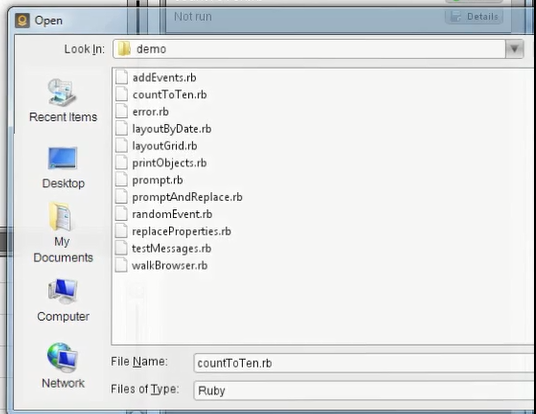 Open
Not run
Details
Look In:
demo
addEvents.rb
countToTen.rb
error.rb
layoutByDate.rb
layoutGrid.rb
printObjects.rb
prompt.rb
promptAndReplace.rb
randomEvent.rb
replaceProperties.rb
testMessages.rb
walkBrowser.rb
Recent Items
Desktop
My
Documents
Computer
Network
File Name:
countToTen.rb
Files of Type:
Ruby